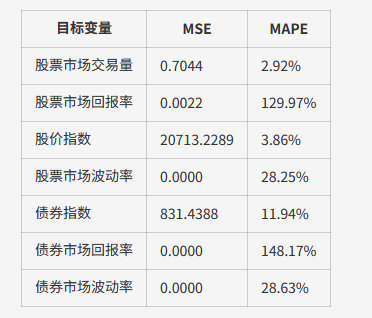 目标变量 MSE MAPE
股票市场交易量 0.7044 2.92%
股票市场回报率 0.0022 129.97%
股价指数 20713.2289 3.86%
股票市场波动率 0.0000 28.25%
债券指数 831.4388 11.94%
债券市场回报率 0.0000 148.17%
债券市场波动率 0.0000 28.63%